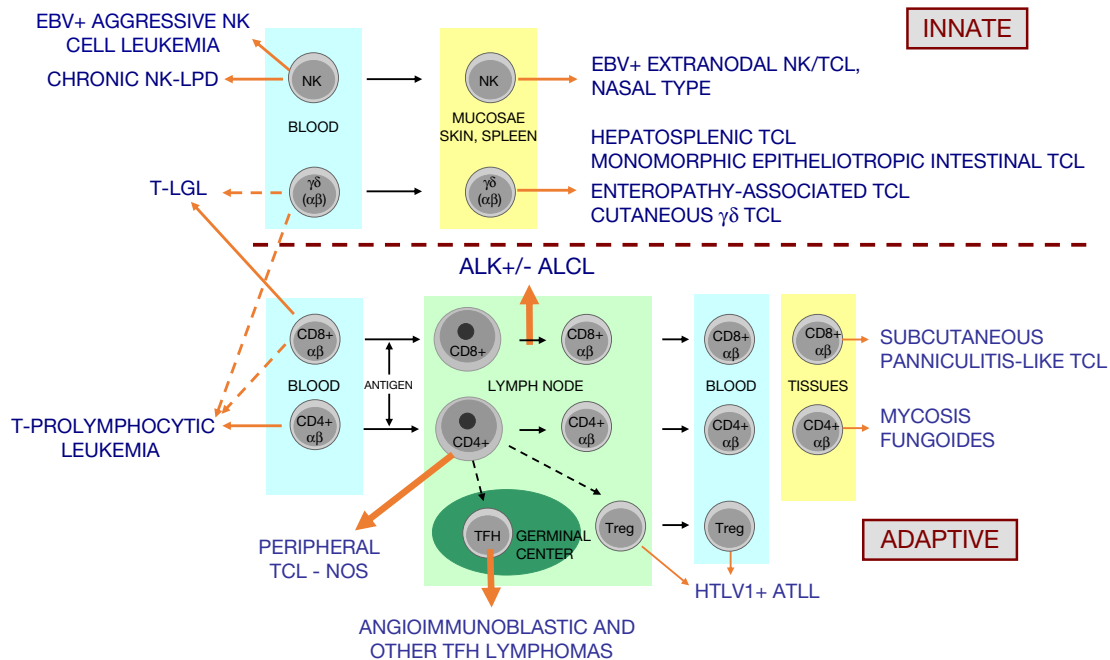 EBV+ AGGRESSIVE NK
CELL LEUKEMIA
CHRONIC NK-LPD
NK
BLOOD
NK
MUCOSAE
SKIN, SPLEEN
EBV+ EXTRANODAL NK/TCL,
NASAL TYPE
INNATE
HEPATOSPLENIC TCL
MONOMORPHIC EPITHELIOTROPIC INTESTINAL TCL
ENTEROPATHY-ASSOCIATED TCL
CUTANEOUS γδ TCL
T-LGL
γδ
(αβ)
γδ
(αβ)
ALK+/- ALCL
CD8+
αβ
BLOOD
CD4+
αβ
ANTIGEN
CD8+
CD8+
αβ
LYMPH NODE
CD4+
CD4+
αβ
CD8+
αβ
BLOOD
CD4+
αβ
CD8+
αβ
TISSUES
CD4+
αβ
SUBCUTANEOUS
PANNICULITIS-LIKE TCL
MYCOSIS
FUNGOIDES
T-PROLYMPHOCYTIC
LEUKEMIA
TFH
GERMINAL
CENTER
Treg
Treg
ADAPTIVE
PERIPHERAL
TCL - NOS
HTLV1+ ATLL
ANGIOIMMUNOBLASTIC AND
OTHER TFH LYMPHOMAS